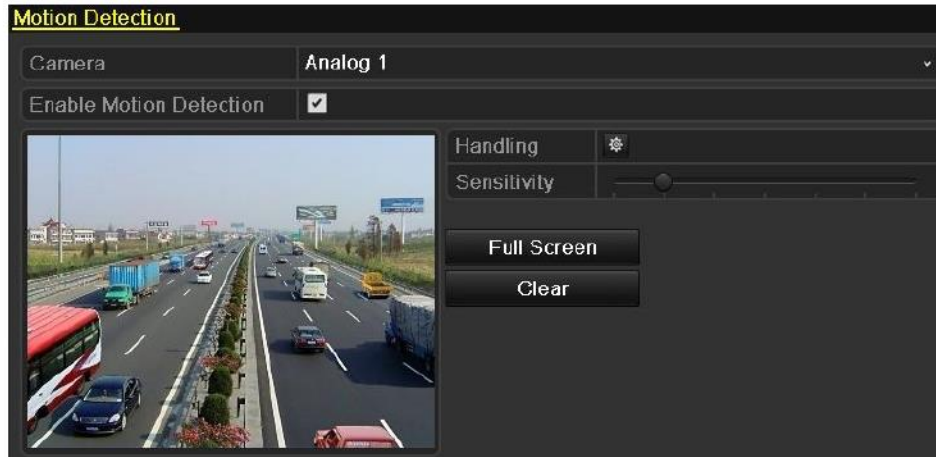 Motion Detection
Camera Analog 1
Enable Motion Detection
Handling
Sensitivity
Full Screen
Clear